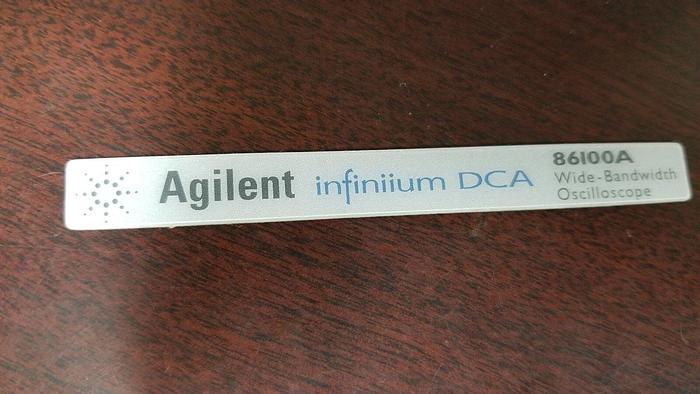 Agilent infiniium DCA
86100A
Wide-Bandwidth
Oscilloscope